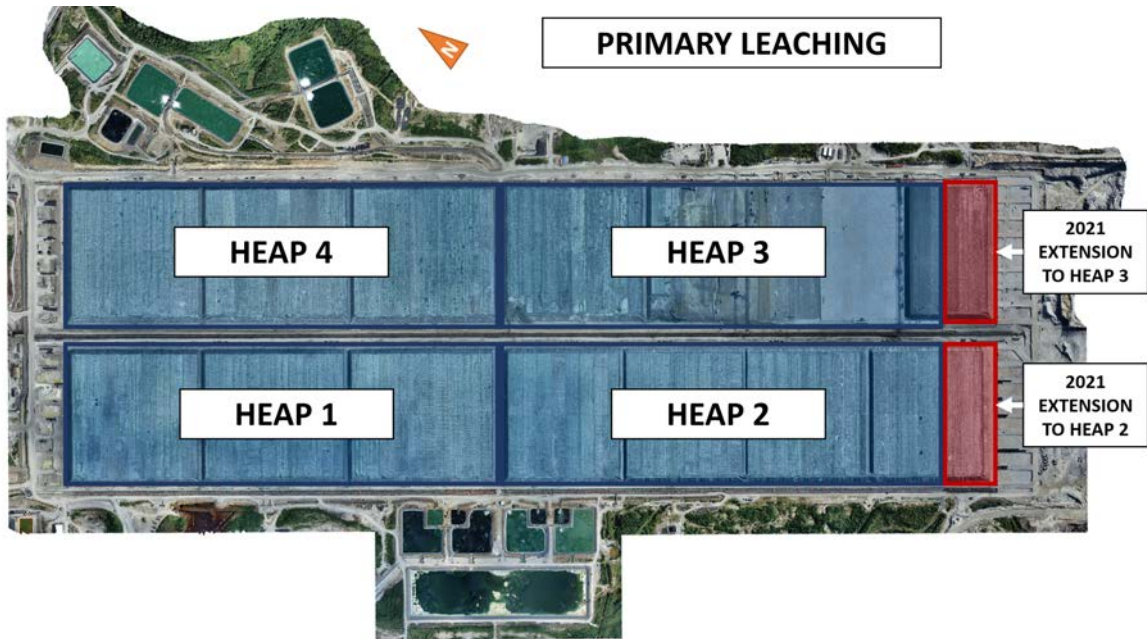 N
PRIMARY LEACHING
HEAP 4
HEAP 3
2021
EXTENSION
TO HEAP 3
HEAP 1
HEAP 2
2021
EXTENSION
TO HEAP 2